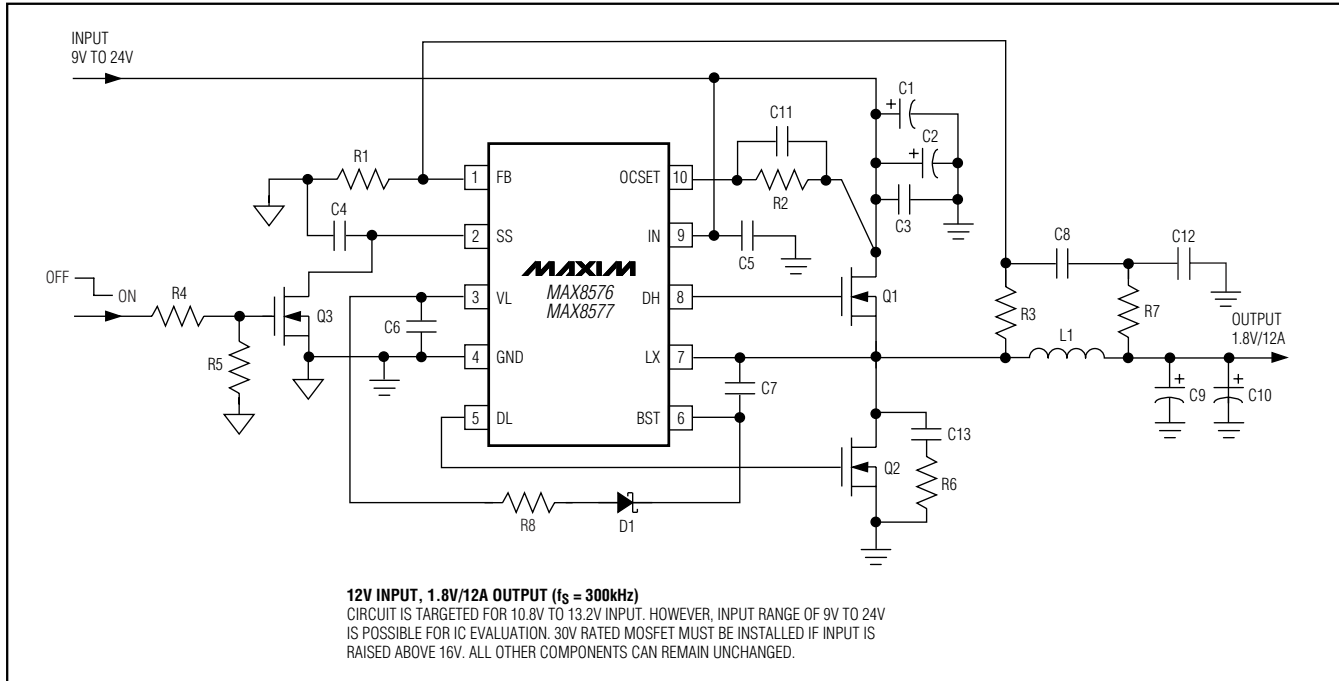 INPUT
9V TO 24V
C1
C11
C2
R1
1
FB
OCSET
10
R2
C3
C4
2
SS
IN
9
C5
C8
C12
MAXIM
MAX8576
MAX8577
OFF
ON
R4
Q3
3
VL
DH
8
Q1
R3
R7
C6
OUTPUT
1.8V/12A
L1
R5
4
GND
LX
7
C7
C9
C10
5
DL
BST
6
C13
Q2
R6
R8
D1
12V INPUT, 1.8V/12A OUTPUT (fS = 300kHz)
CIRCUIT IS TARGETED FOR 10.8V TO 13.2V INPUT. HOWEVER, INPUT RANGE OF 9V TO 24V
IS POSSIBLE FOR IC EVALUATION. 30V RATED MOSFET MUST BE INSTALLED IF INPUT IS
RAISED ABOVE 16V. ALL OTHER COMPONENTS CAN REMAIN UNCHANGED.